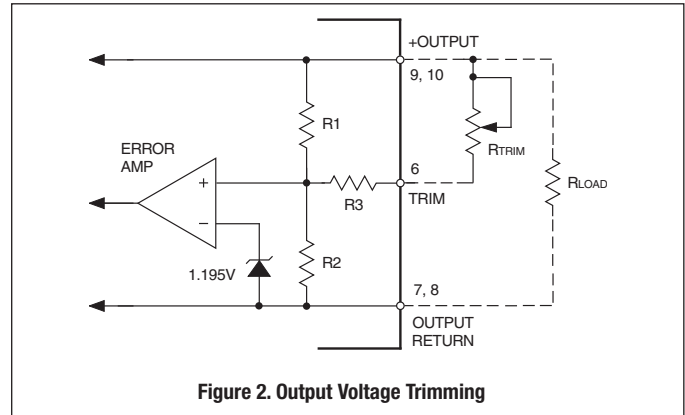 +OUTPUT
9, 10
R1
ERROR
AMP
RTRIM
+
6
R3
TRIM
RLOAD
–
R2
1.195V
7, 8
OUTPUT
RETURN
Figure 2. Output Voltage Trimming